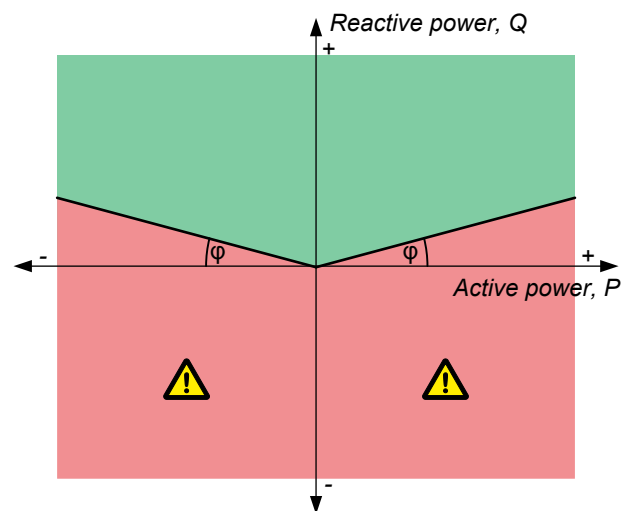 Reactive power, Q
+
φ φ
- +
Active power, P
! !
-